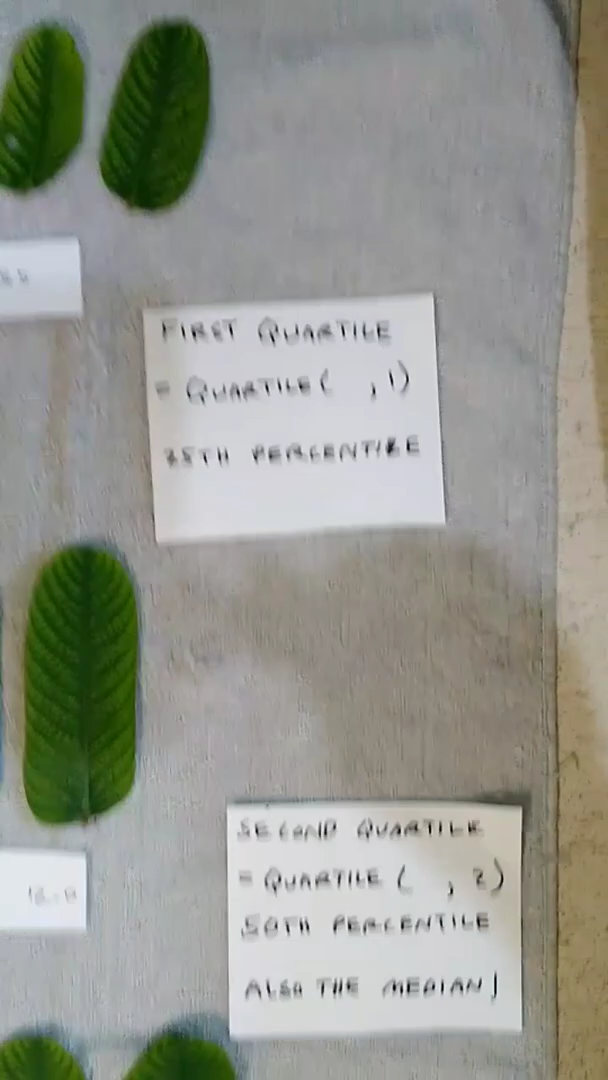 FIRST QUARTILE
= QUARTILE( , 1)
25TH PERCENTILE
SECOND QUARTILE
= QUARTILE ( , 2)
50TH PERCENTILE
ALSO THE MEDIAN!